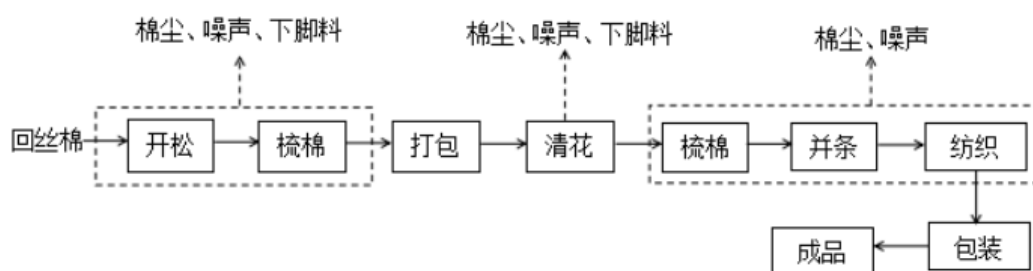 棉尘、噪声、下脚料 棉尘、噪声、下脚料 棉尘、噪声
回丝棉 开松 梳棉 打包 清花 梳棉 并条 纺织
成品 包装